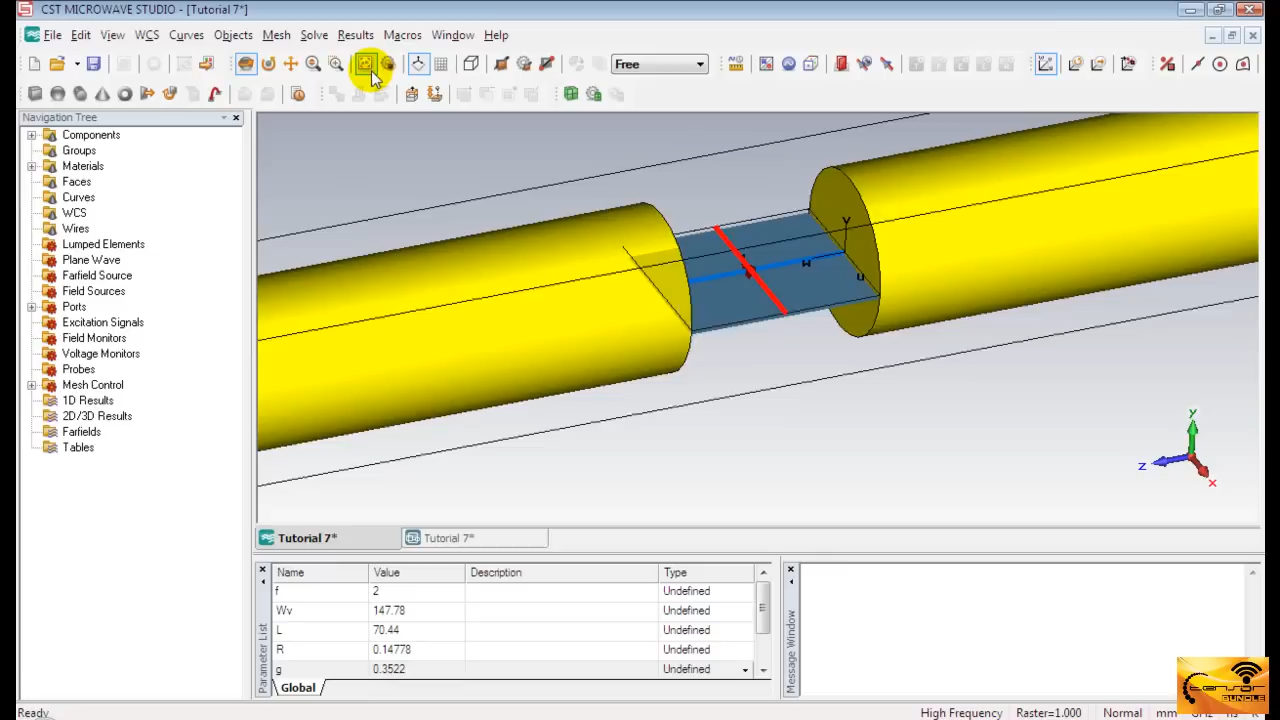 CST MICROWAVE STUDIO - [Tutorial 7*]
File Edit View WCS Curves Objects Mesh Solve Results Macros Window Help
Free
Navigation Tree
Components
Groups
Materials
Faces
Curves
WCS
Wires
Lumped Elements
Plane Wave
Farfield Source
Field Sources
Ports
Excitation Signals
Field Monitors
Voltage Monitors
Probes
Mesh Control
1D Results
2D/3D Results
Farfields
Tables
v
w
u
y
z
x
Tutorial 7* Tutorial 7*
Name Value Description Type
f 2 Undefined
Wv 147.78 Undefined
L 70.44 Undefined
R 0.14778 Undefined
g 0.3522 Undefined
Global
Parameter List
Message Window
BUNDLE
Ready High Frequency Raster=1.000 Normal mm